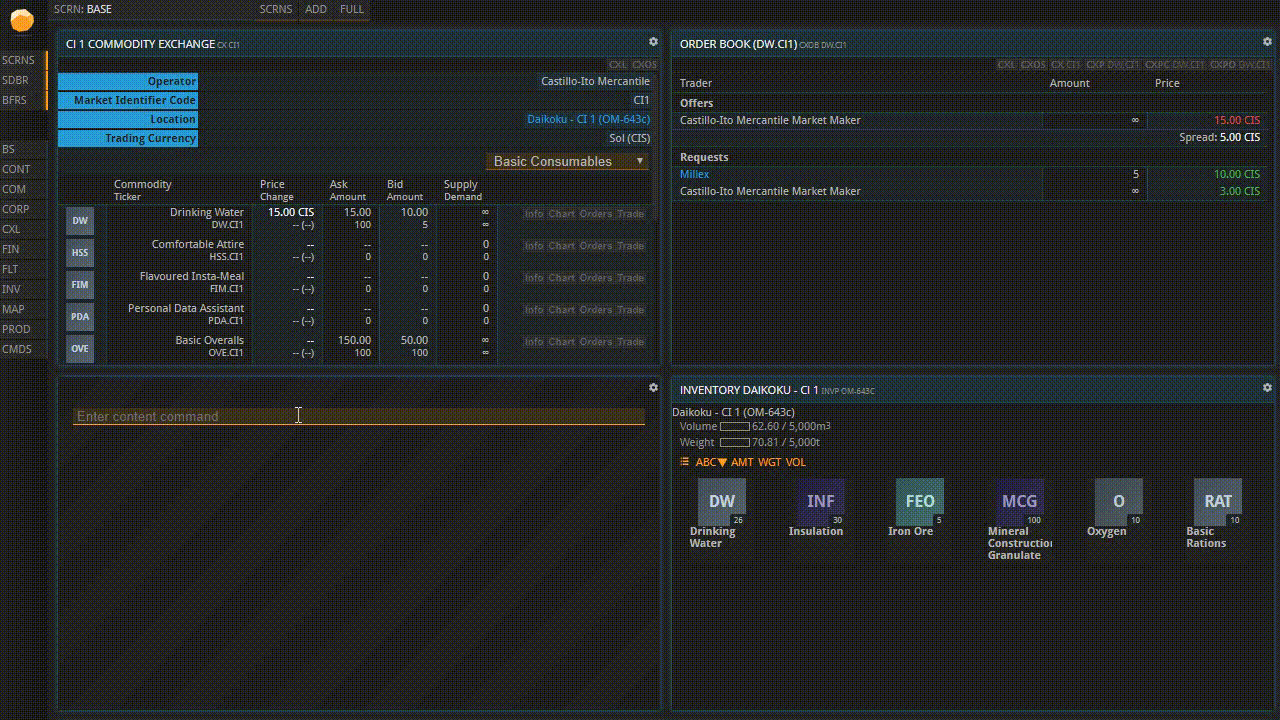 SCRN: BASE SCRNS ADD FULL
SCRNS
SDBR
BFRS
BS
CONT
COM
CORP
CXL
FIN
FLT
INV
MAP
PROD
CMDS
CI 1 COMMODITY EXCHANGE CX CI1
CXL CXOS
Operator Castillo-Ito Mercantile
Market Identifier Code CI1
Location Daikoku - CI 1 (OM-643c)
Trading Currency Sol (CIS)
Basic Consumables ▼
Commodity Price Ask Bid Supply
Ticker Change Amount Amount Demand
DW Drinking Water 15.00 CIS 15.00 10.00 ∞ Info Chart Orders Trade
DW.CI1 -- (--) 100 5 ∞
HSS Comfortable Attire -- -- -- 0 Info Chart Orders Trade
HSS.CI1 -- (--) 0 0 0
FIM Flavoured Insta-Meal -- -- -- 0 Info Chart Orders Trade
FIM.CI1 -- (--) 0 0 0
PDA Personal Data Assistant -- -- -- 0 Info Chart Orders Trade
PDA.CI1 -- (--) 0 0 0
OVE Basic Overalls -- 150.00 50.00 ∞ Info Chart Orders Trade
OVE.CI1 -- (--) 100 100 ∞
ORDER BOOK (DW.CI1) CXOB DW.CI1
CXL CXOS CX CI1 CXP DW.CI1 CXPC DW.CI1 CXPO DW.CI1
Trader Amount Price
Offers
Castillo-Ito Mercantile Market Maker ∞ 15.00 CIS
Spread: 5.00 CIS
Requests
Millex 5 10.00 CIS
Castillo-Ito Mercantile Market Maker ∞ 3.00 CIS
Enter content command
INVENTORY DAIKOKU - CI 1 INVP OM-643C
Daikoku - CI 1 (OM-643c)
Volume 62.60 / 5,000m3
Weight 70.81 / 5,000t
ABC▼ AMT WGT VOL
DW 26
Drinking
Water
INF 30
Insulation
FEO 5
Iron Ore
MCG 100
Mineral
Constructio
Granulate
O 10
Oxygen
RAT 10
Basic
Rations